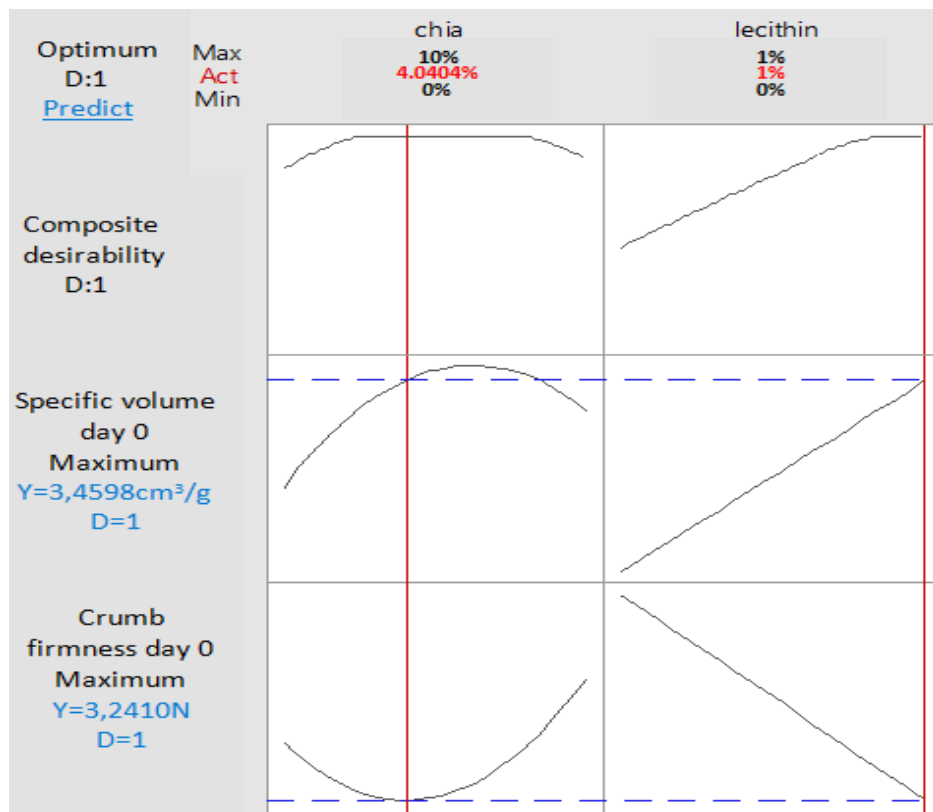 Optimum
D:1
Predict
Max
Act
Min
chia
10%
4.0404%
0%
lecithin
1%
1%
0%
Composite
desirability
D:1
Specific volume
day 0
Maximum
Y=3,4598cm³/g
D=1
Crumb
firmness day 0
Maximum
Y=3,2410N
D=1